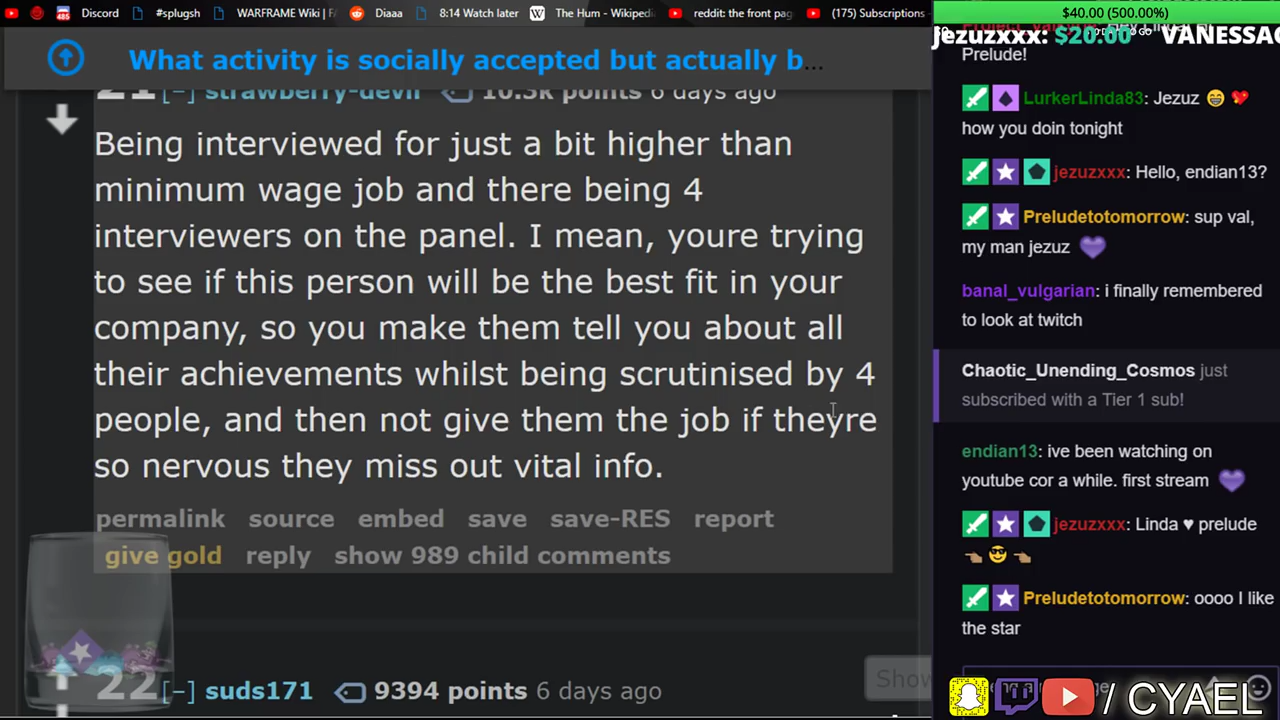 Discord
#splugsh
WARFRAME Wiki | FA
Diaaa
8:14 Watch later
The Hum - Wikipedi
reddit: the front pag
(175) Subscriptions
$40.00 (500.00%)
What activity is socially accepted but actually b...
jezuzxxx: $20.00
VANESSAC
Prelude!
21 [–] strawberry-devil 10.3k points 6 days ago
Being interviewed for just a bit higher than
minimum wage job and there being 4
interviewers on the panel. I mean, youre trying
to see if this person will be the best fit in your
company, so you make them tell you about all
their achievements whilst being scrutinised by 4
people, and then not give them the job if theyre
so nervous they miss out vital info.
permalink source embed save save-RES report
give gold reply show 989 child comments
22 [–] suds171 9394 points 6 days ago
Show
LurkerLinda83: Jezuz
how you doin tonight
jezuzxxx: Hello, endian13?
Preludetotomorrow: sup val,
my man jezuz
banal_vulgarian: i finally remembered
to look at twitch
Chaotic_Unending_Cosmos just
subscribed with a Tier 1 sub!
endian13: ive been watching on
youtube cor a while. first stream
jezuzxxx: Linda ♥ prelude
Preludetotomorrow: oooo I like
the star
/ CYAEL